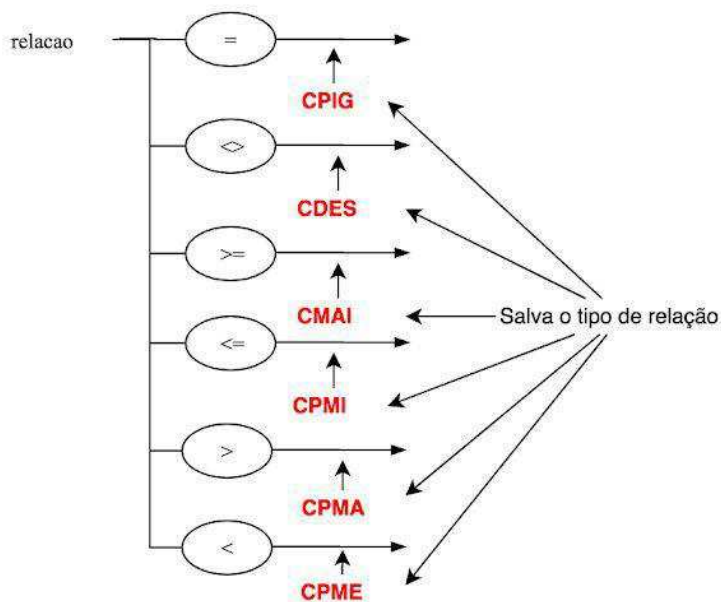 relacao
=
CPIG
<>
CDES
>=
CMAI
Salva o tipo de relação
<=
CPMI
>
CPMA
<
CPME